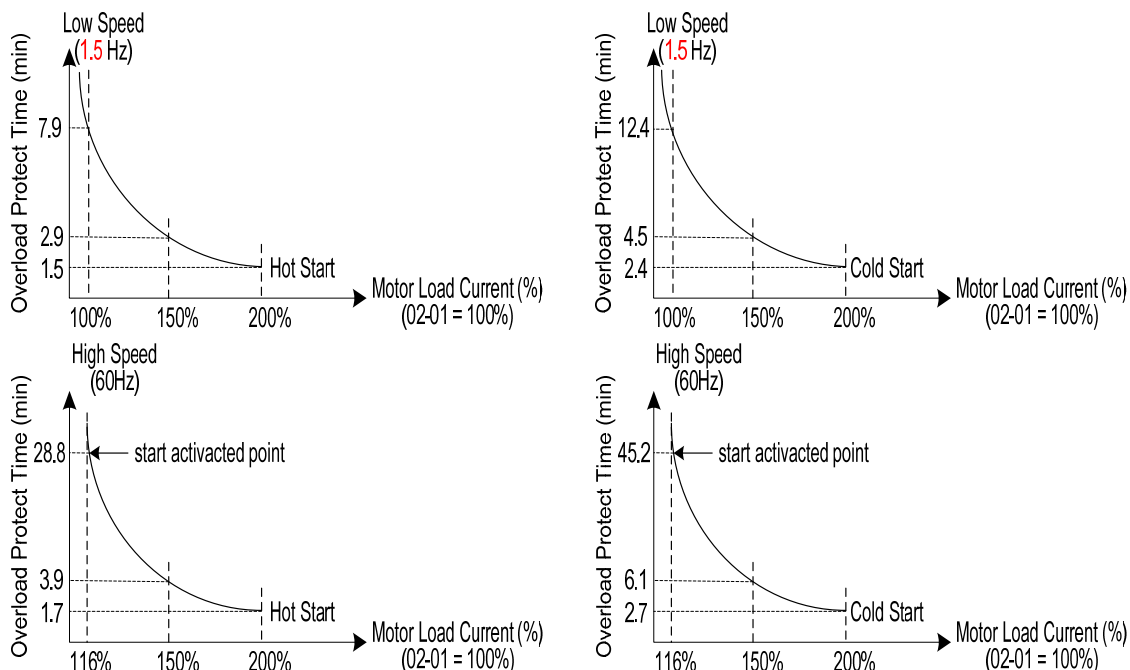 Low Speed
(1.5 Hz)
Overload Protect Time (min)
7.9
2.9
1.5
Hot Start
100%
150%
200%
Motor Load Current (%)
(02-01 = 100%)
Low Speed
(1.5 Hz)
Overload Protect Time (min)
12.4
4.5
2.4
Cold Start
100%
150%
200%
Motor Load Current (%)
(02-01 = 100%)
High Speed
(60Hz)
Overload Protect Time (min)
28.8
start activacted point
3.9
1.7
Hot Start
116%
150%
200%
Motor Load Current (%)
(02-01 = 100%)
High Speed
(60Hz)
Overload Protect Time (min)
45.2
start activacted point
6.1
2.7
Cold Start
116%
150%
200%
Motor Load Current (%)
(02-01 = 100%)